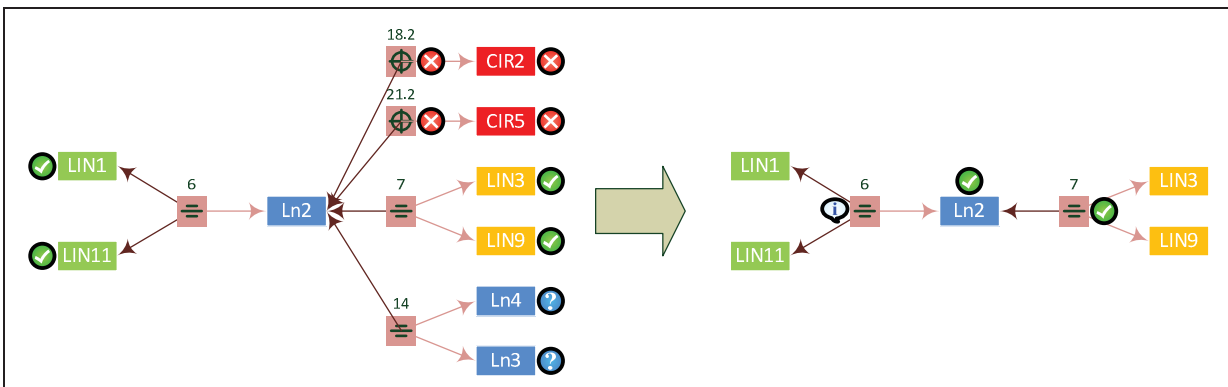 18.2
CIR2
21.2
CIR5
LIN1
6
7
LIN3
Ln2
LIN11
LIN9
14
Ln4
Ln3
LIN1
6
i
LIN11
Ln2
7
LIN3
LIN9